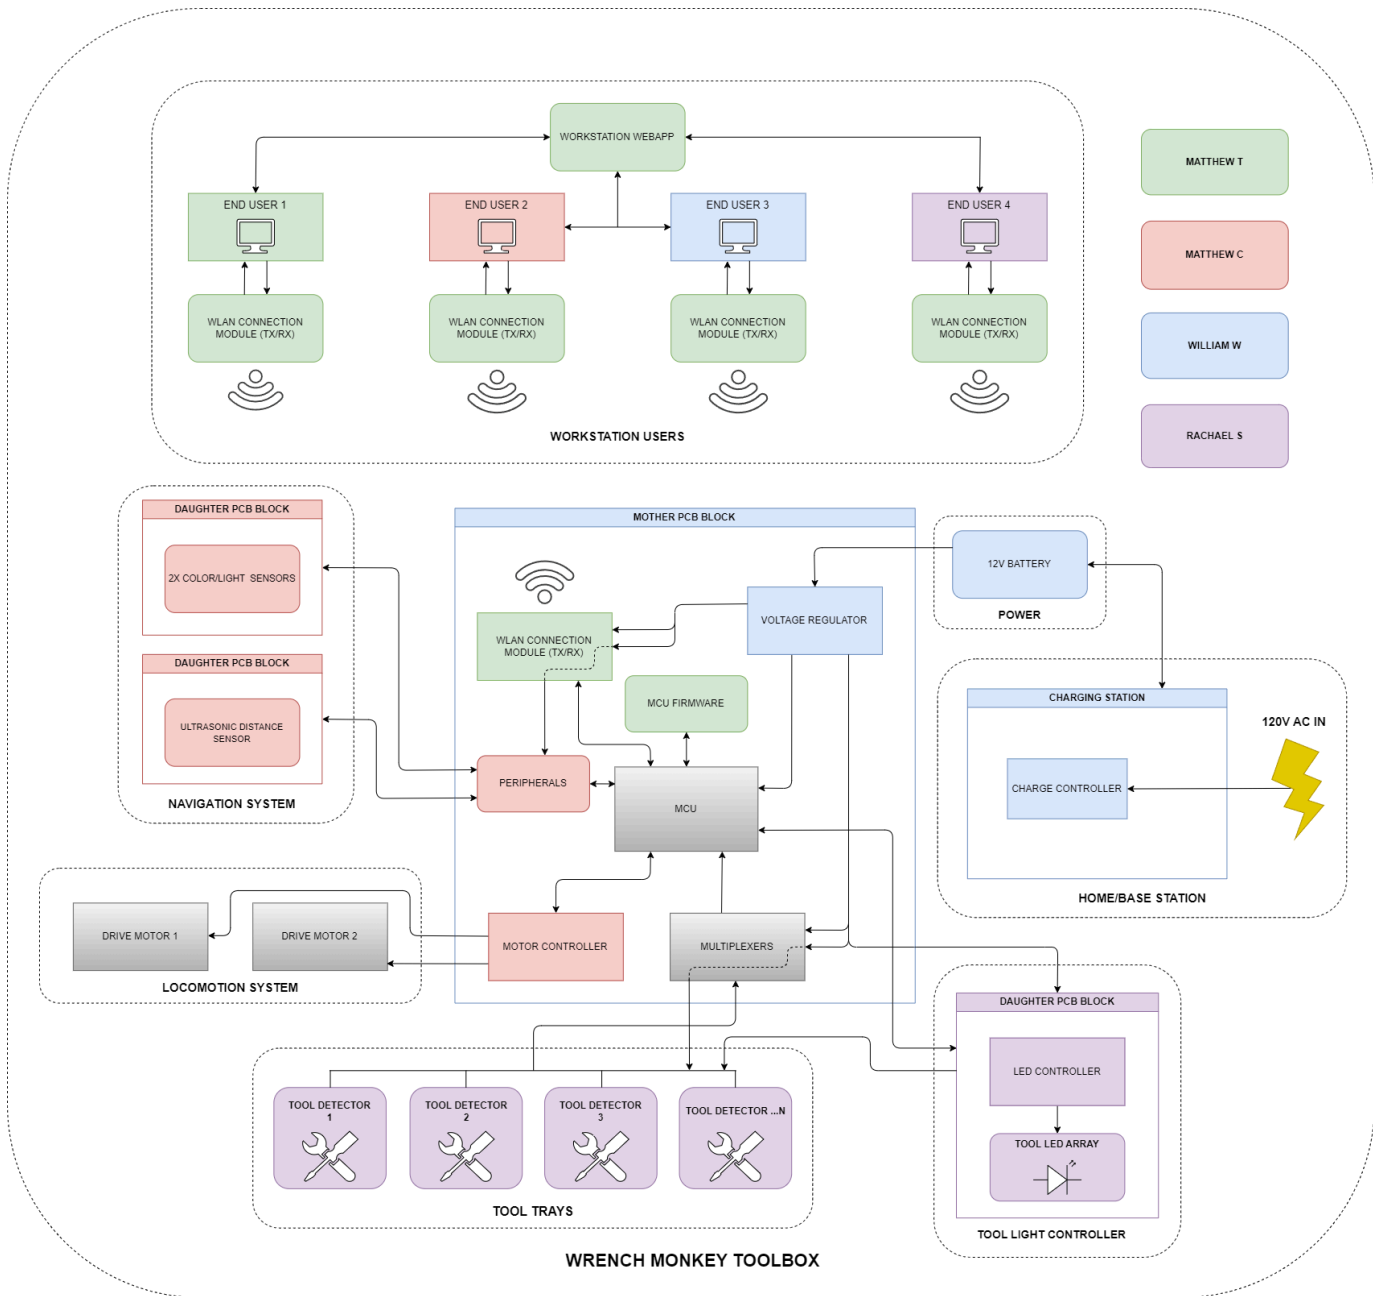 WORKSTATION WEBAPP
MATTHEW T
END USER 1
END USER 2
END USER 3
END USER 4
MATTHEW C
WLAN CONNECTION
MODULE (TX/RX)
WLAN CONNECTION
MODULE (TX/RX)
WLAN CONNECTION
MODULE (TX/RX)
WLAN CONNECTION
MODULE (TX/RX)
WILLIAM W
WORKSTATION USERS
RACHAEL S
DAUGHTER PCB BLOCK
2X COLOR/LIGHT SENSORS
DAUGHTER PCB BLOCK
ULTRASONIC DISTANCE
SENSOR
NAVIGATION SYSTEM
MOTHER PCB BLOCK
WLAN CONNECTION
MODULE (TX/RX)
VOLTAGE REGULATOR
MCU FIRMWARE
PERIPHERALS
MCU
MOTOR CONTROLLER
MULTIPLEXERS
12V BATTERY
POWER
CHARGING STATION
120V AC IN
CHARGE CONTROLLER
HOME/BASE STATION
DRIVE MOTOR 1
DRIVE MOTOR 2
LOCOMOTION SYSTEM
DAUGHTER PCB BLOCK
LED CONTROLLER
TOOL LED ARRAY
TOOL LIGHT CONTROLLER
TOOL DETECTOR
1
TOOL DETECTOR
2
TOOL DETECTOR
3
TOOL DETECTOR ...N
TOOL TRAYS
WRENCH MONKEY TOOLBOX